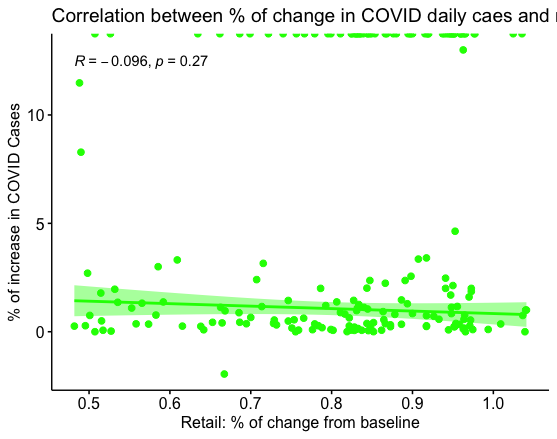 Correlation between % of change in COVID daily caes and
R = − 0.096, p = 0.27
% of increase in COVID Cases
10
5
0
0.5 0.6 0.7 0.8 0.9 1.0
Retail: % of change from baseline